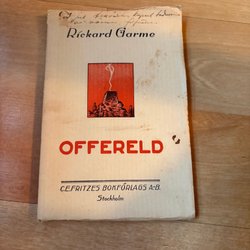 Rickard Garme
OFFERELD
C.E. FRITZES BOKFÖRLAGS A.-B.
Stockholm